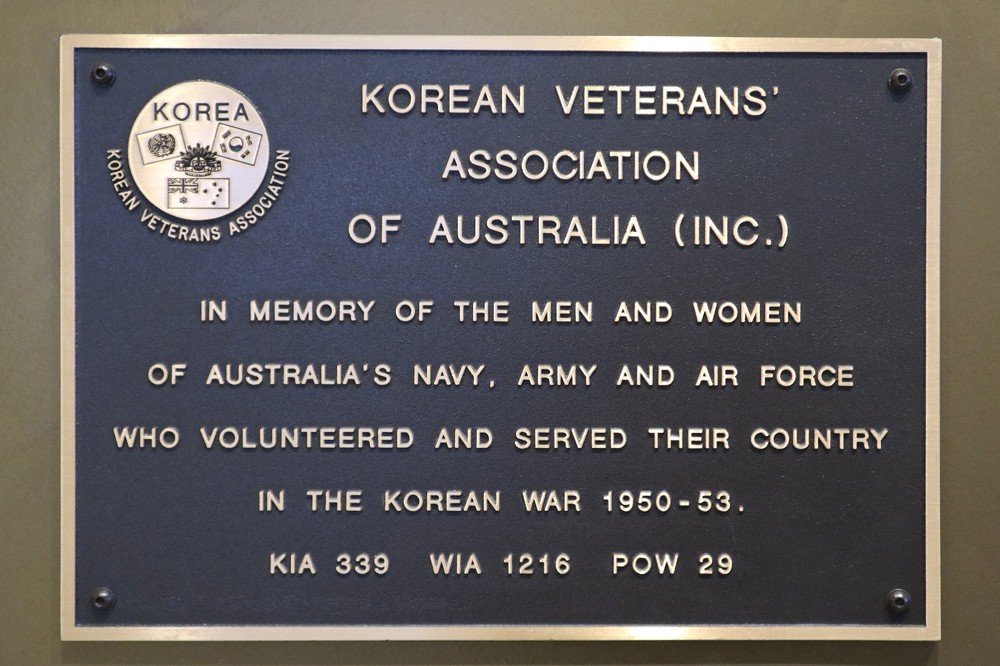 KOREA
KOREAN VETERANS ASSOCIATION
KOREAN VETERANS'
ASSOCIATION
OF AUSTRALIA (INC.)
IN MEMORY OF THE MEN AND WOMEN
OF AUSTRALIA'S NAVY, ARMY AND AIR FORCE
WHO VOLUNTEERED AND SERVED THEIR COUNTRY
IN THE KOREAN WAR 1950-53.
KIA 339 WIA 1216 POW 29